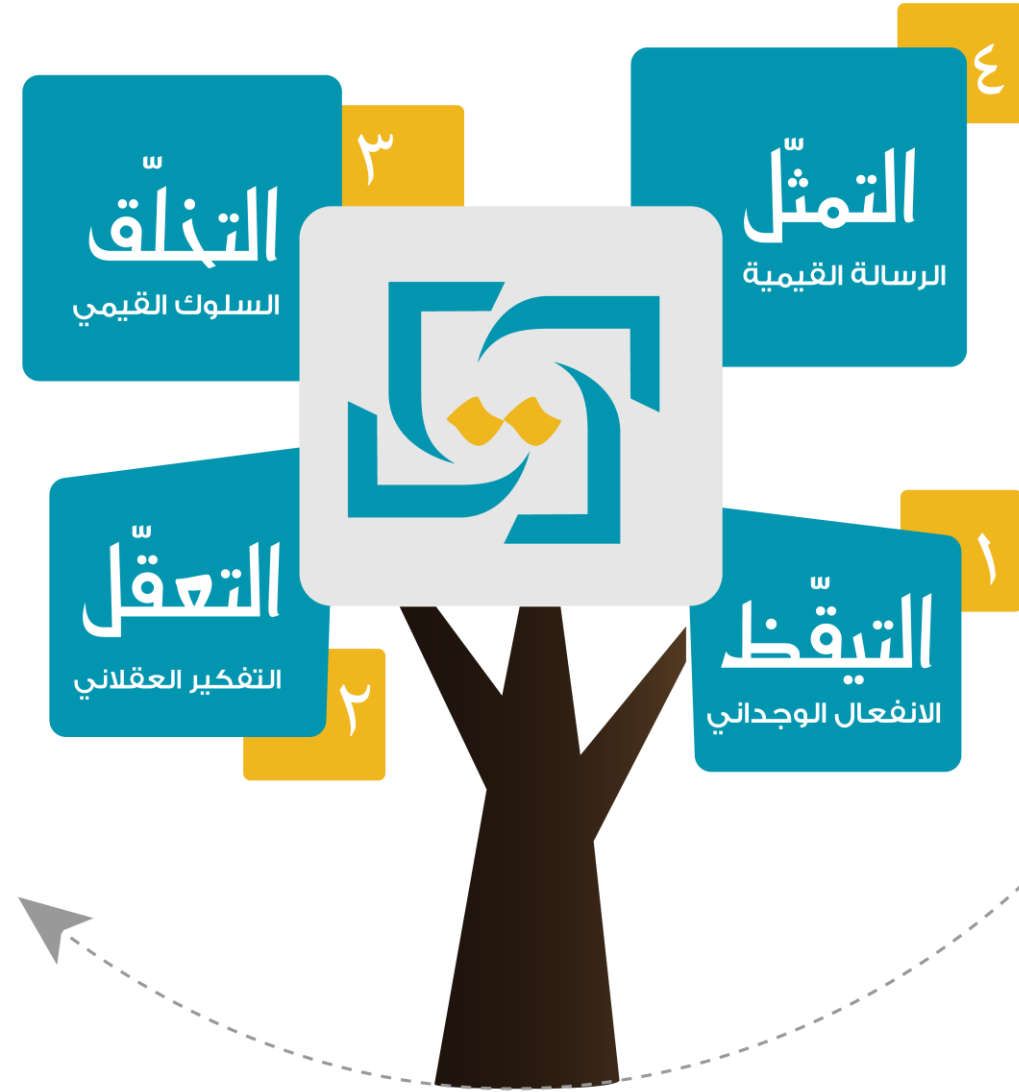 ٤
التمثّل
الرسالة القيمية
٣
التخلّق
السلوك القيمي
١
التيقّظ
الانفعال الوجداني
٢
التعقّل
التفكير العقلاني